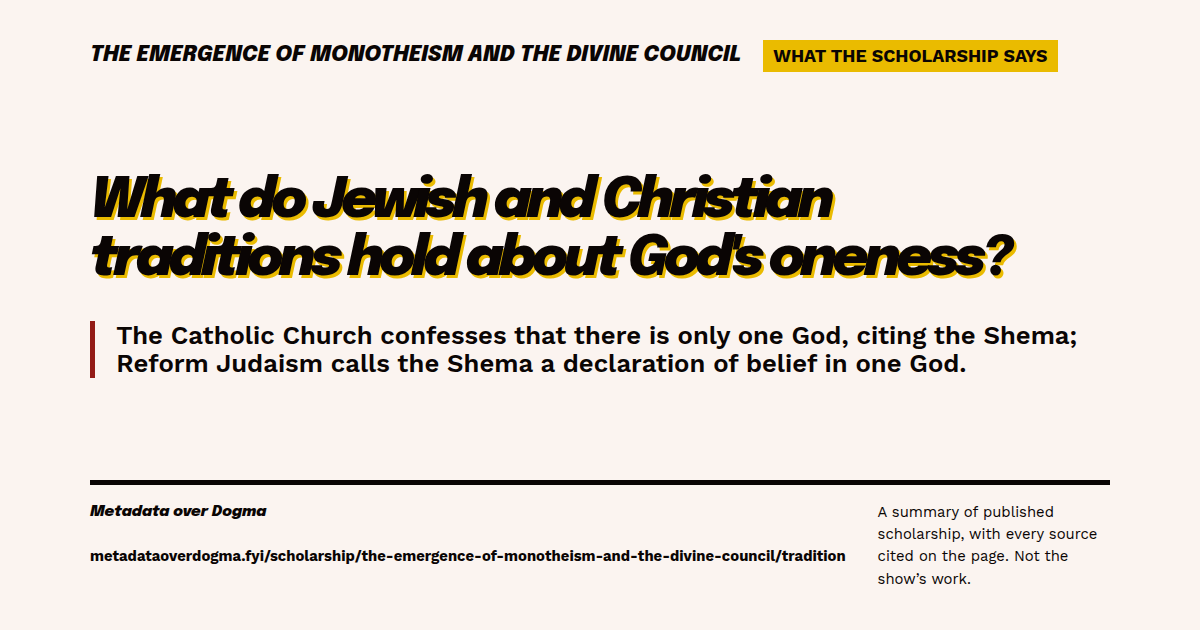 THE EMERGENCE OF MONOTHEISM AND THE DIVINE COUNCIL
WHAT THE SCHOLARSHIP SAYS
What do Jewish and Christian
traditions hold about God's oneness?
The Catholic Church confesses that there is only one God, citing the Shema;
Reform Judaism calls the Shema a declaration of belief in one God.
Metadata over Dogma
metadataoverdogma.fyi/scholarship/the-emergence-of-monotheism-and-the-divine-council/tradition
A summary of published
scholarship, with every source
cited on the page. Not the
show’s work.